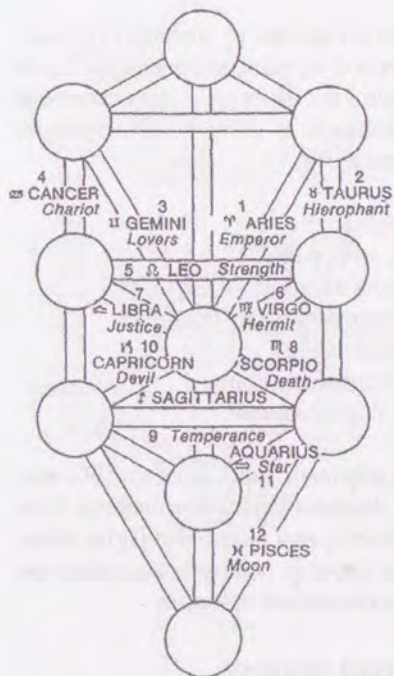 4
♋ CANCER
Chariot
3
♊ GEMINI
Lovers
1
♈ ARIES
Emperor
2
♉ TAURUS
Hierophant
5 ♌ LEO Strength
7
♎ LIBRA
Justice
6
♍ VIRGO
Hermit
♑ 10
CAPRICORN
Devil
♏ 8
SCORPIO
Death
♐ SAGITTARIUS
9 Temperance
AQUARIUS
♒ Star
11
12
♓ PISCES
Moon